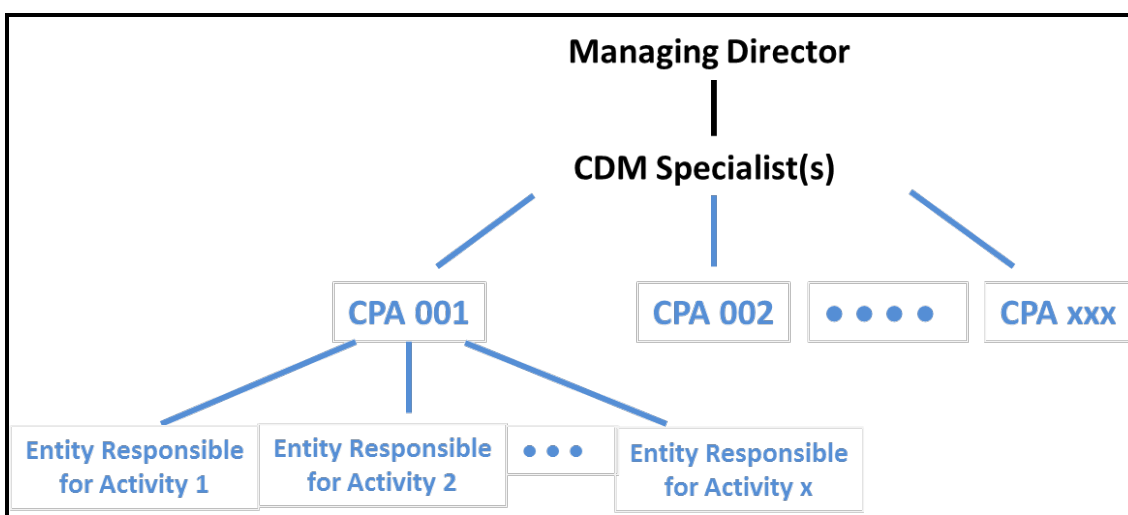 Managing Director
CDM Specialist(s)
CPA 001
CPA 002
● ● ● ●
CPA xxx
Entity Responsible
for Activity 1
Entity Responsible
for Activity 2
● ● ●
Entity Responsible
for Activity x